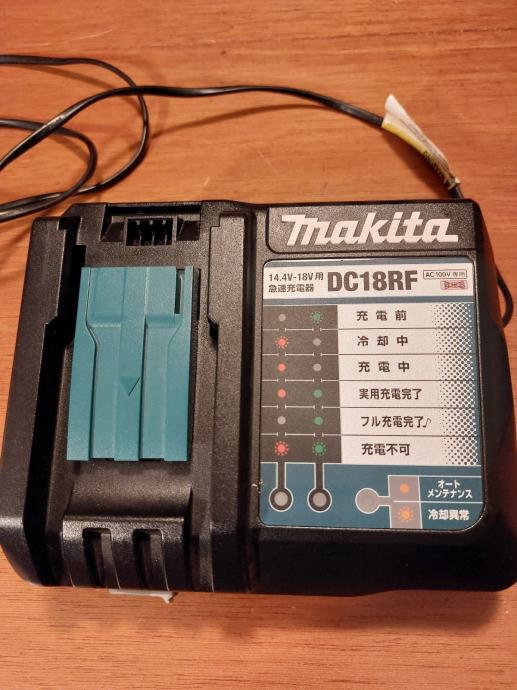 makita
14.4V-18V用
急速充電器
DC18RF
AC100V専用
充電前
冷却中
充電中
実用充電完了
フル充電完了♪
充電不可
オート
メンテナンス
冷却異常